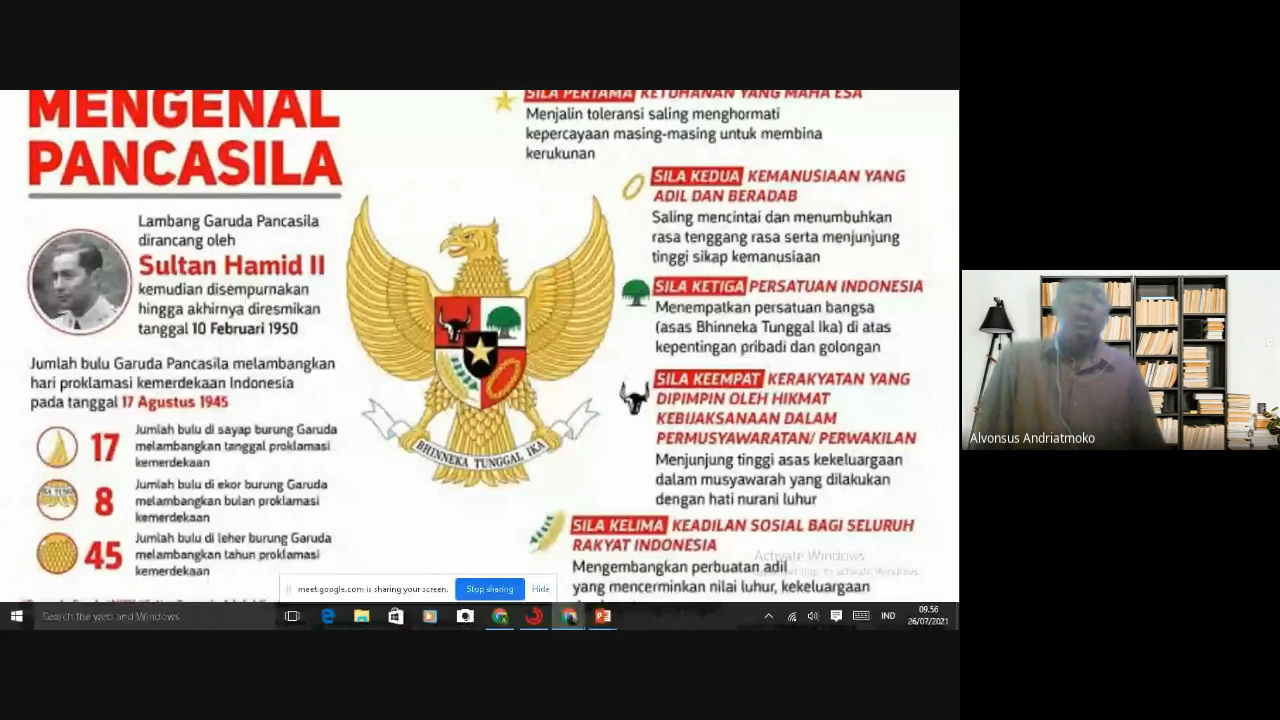 MENGENAL
PANCASILA
Lambang Garuda Pancasila
dirancang oleh
Sultan Hamid II
kemudian disempurnakan
hingga akhirnya diresmikan
tanggal 10 Februari 1950
Jumlah bulu Garuda Pancasila melambangkan
hari proklamasi kemerdekaan Indonesia
pada tanggal 17 Agustus 1945
17
Jumlah bulu di sayap burung Garuda
melambangkan tanggal proklamasi
kemerdekaan
8
Jumlah bulu di ekor burung Garuda
melambangkan bulan proklamasi
kemerdekaan
45
Jumlah bulu di leher burung Garuda
melambangkan tahun proklamasi
kemerdekaan
BHINNEKA TUNGGAL IKA
SILA PERTAMA KETUHANAN YANG MAHA ESA
Menjalin toleransi saling menghormati
kepercayaan masing-masing untuk membina
kerukunan
SILA KEDUA KEMANUSIAAN YANG
ADIL DAN BERADAB
Saling mencintai dan menumbuhkan
rasa tenggang rasa serta menjunjung
tinggi sikap kemanusiaan
SILA KETIGA PERSATUAN INDONESIA
Menempatkan persatuan bangsa
(asas Bhinneka Tunggal Ika) di atas
kepentingan pribadi dan golongan
SILA KEEMPAT KERAKYATAN YANG
DIPIMPIN OLEH HIKMAT
KEBIJAKSANAAN DALAM
PERMUSYAWARATAN/ PERWAKILAN
Menjunjung tinggi asas kekeluargaan
dalam musyawarah yang dilakukan
dengan hati nurani luhur
SILA KELIMA KEADILAN SOSIAL BAGI SELURUH
RAKYAT INDONESIA
Mengembangkan perbuatan adil
yang mencerminkan nilai luhur, kekeluargaan
Activate Windows
to activate Windows.
meet.google.com is sharing your screen.
Stop sharing
Hide
Search the web and Windows
IND
09.56
26/07/2021
Alvonsus Andriatmoko